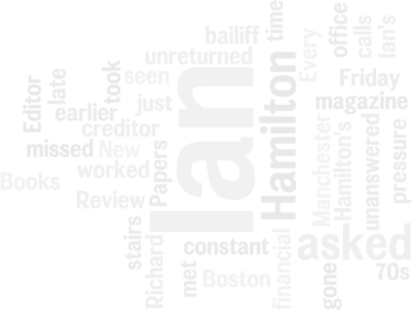 bailiff
time
Every
office
calls
Ian's
unreturned
seen
Friday
magazine
Editor
late
took
earlier
just
creditor
missed
New
worked
Books
Review
Papers
Ian
Hamilton
Manchester
Hamilton's
unanswered
pressure
stairs
Richard
met
constant
Boston
financial
asked
gone
70s